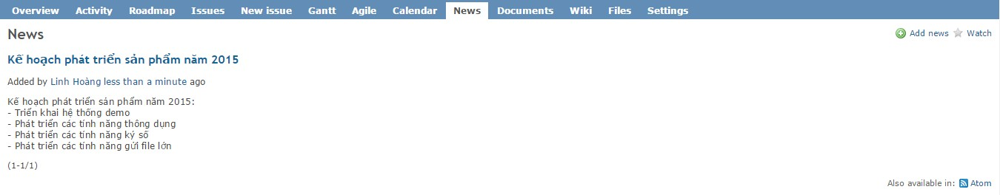 Overview Activity Roadmap Issues New issue Gantt Agile Calendar News Documents Wiki Files Settings
News Add news Watch
Kế hoạch phát triển sản phẩm năm 2015
Added by Linh Hoàng less than a minute ago
Kế hoạch phát triển sản phẩm năm 2015:
- Triển khai hệ thống demo
- Phát triển các tính năng thông dụng
- Phát triển các tính năng ký số
- Phát triển các tính năng gửi file lớn
(1-1/1)
Also available in: Atom